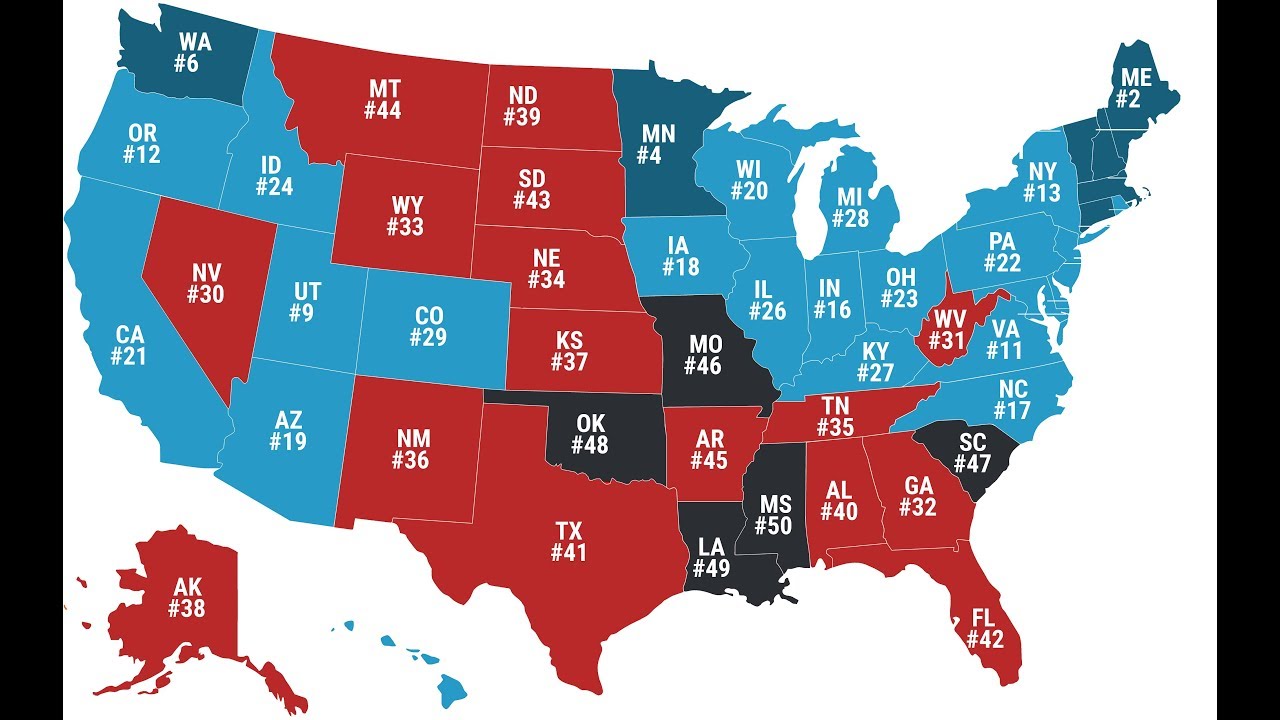 WA
#6
MT
#44
ND
#39
MN
#4
ME
#2
OR
#12
ID
#24
SD
#43
WI
#20
MI
#28
NY
#13
WY
#33
IA
#18
PA
#22
NE
#34
NV
#30
UT
#9
CO
#29
IL
#26
IN
#16
OH
#23
WV
#31
VA
#11
CA
#21
KS
#37
MO
#46
KY
#27
NC
#17
AZ
#19
NM
#36
OK
#48
AR
#45
TN
#35
SC
#47
TX
#41
LA
#49
MS
#50
AL
#40
GA
#32
AK
#38
FL
#42